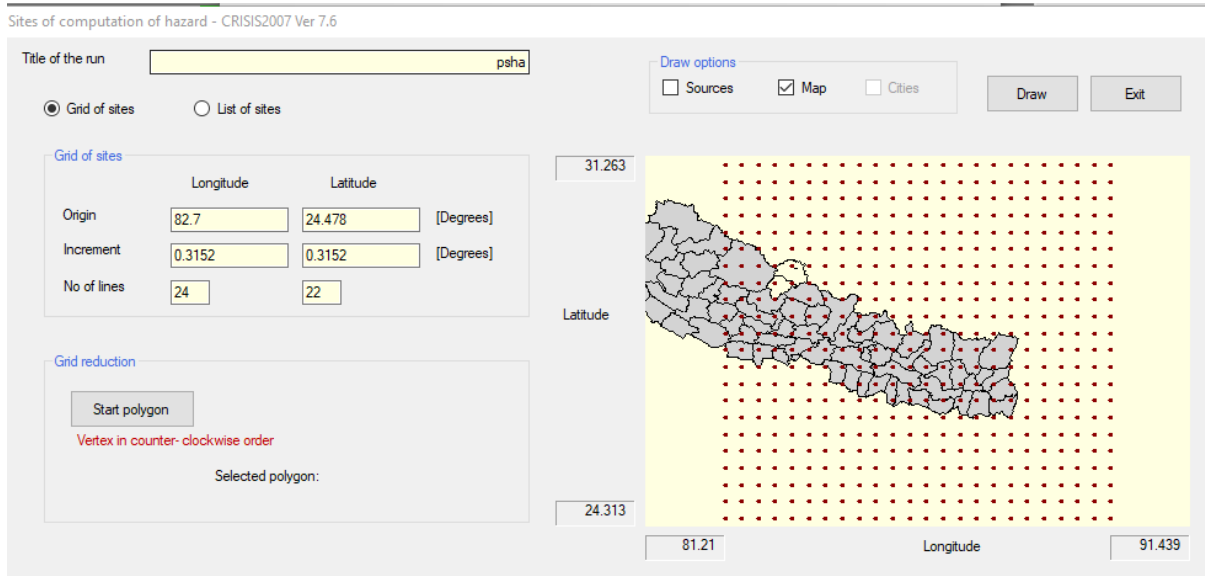 Sites of computation of hazard - CRISIS2007 Ver 7.6
Title of the run
psha
Grid of sites
List of sites
Draw options
Sources
Map
Cities
Draw
Exit
Grid of sites
Longitude Latitude
Origin 82.7 24.478 [Degrees]
Increment 0.3152 0.3152 [Degrees]
No of lines 24 22
Grid reduction
Start polygon
Vertex in counter- clockwise order
Selected polygon:
31.263
Latitude
24.313
81.21 Longitude 91.439